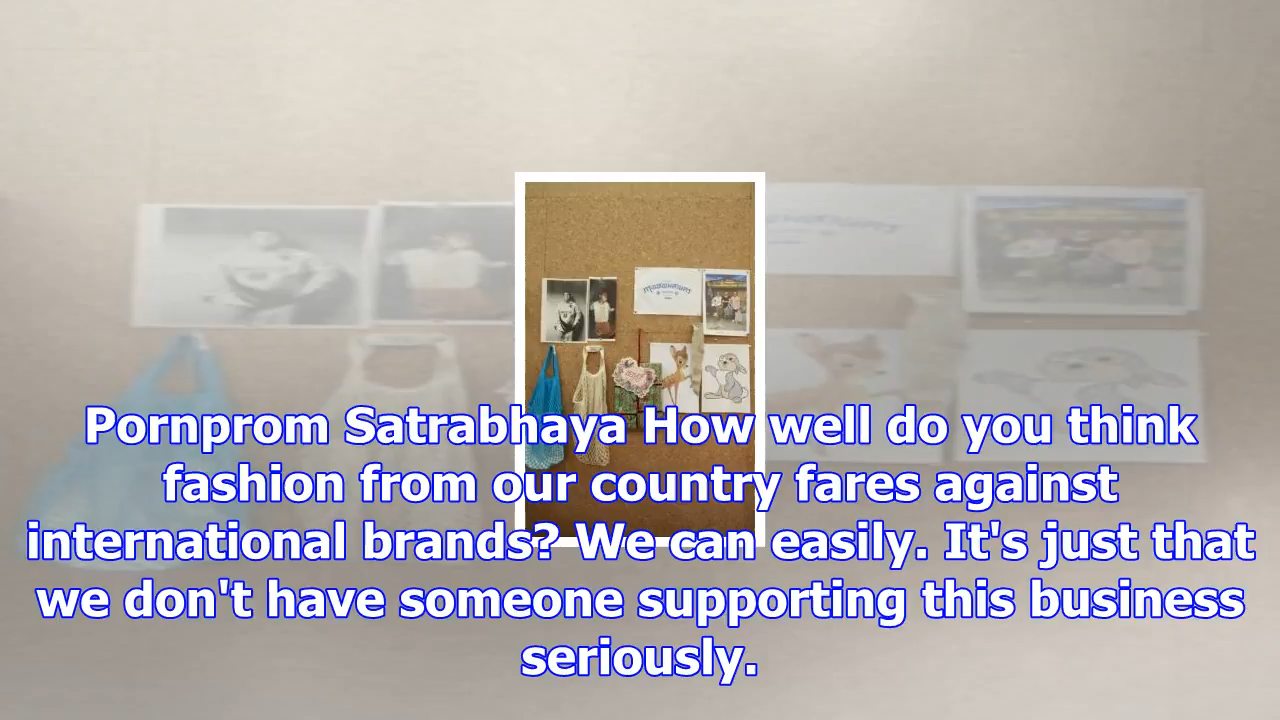 Pornprom Satrabhaya How well do you think
fashion from our country fares against
international brands? We can easily. It's just that
we don't have someone supporting this business
seriously.